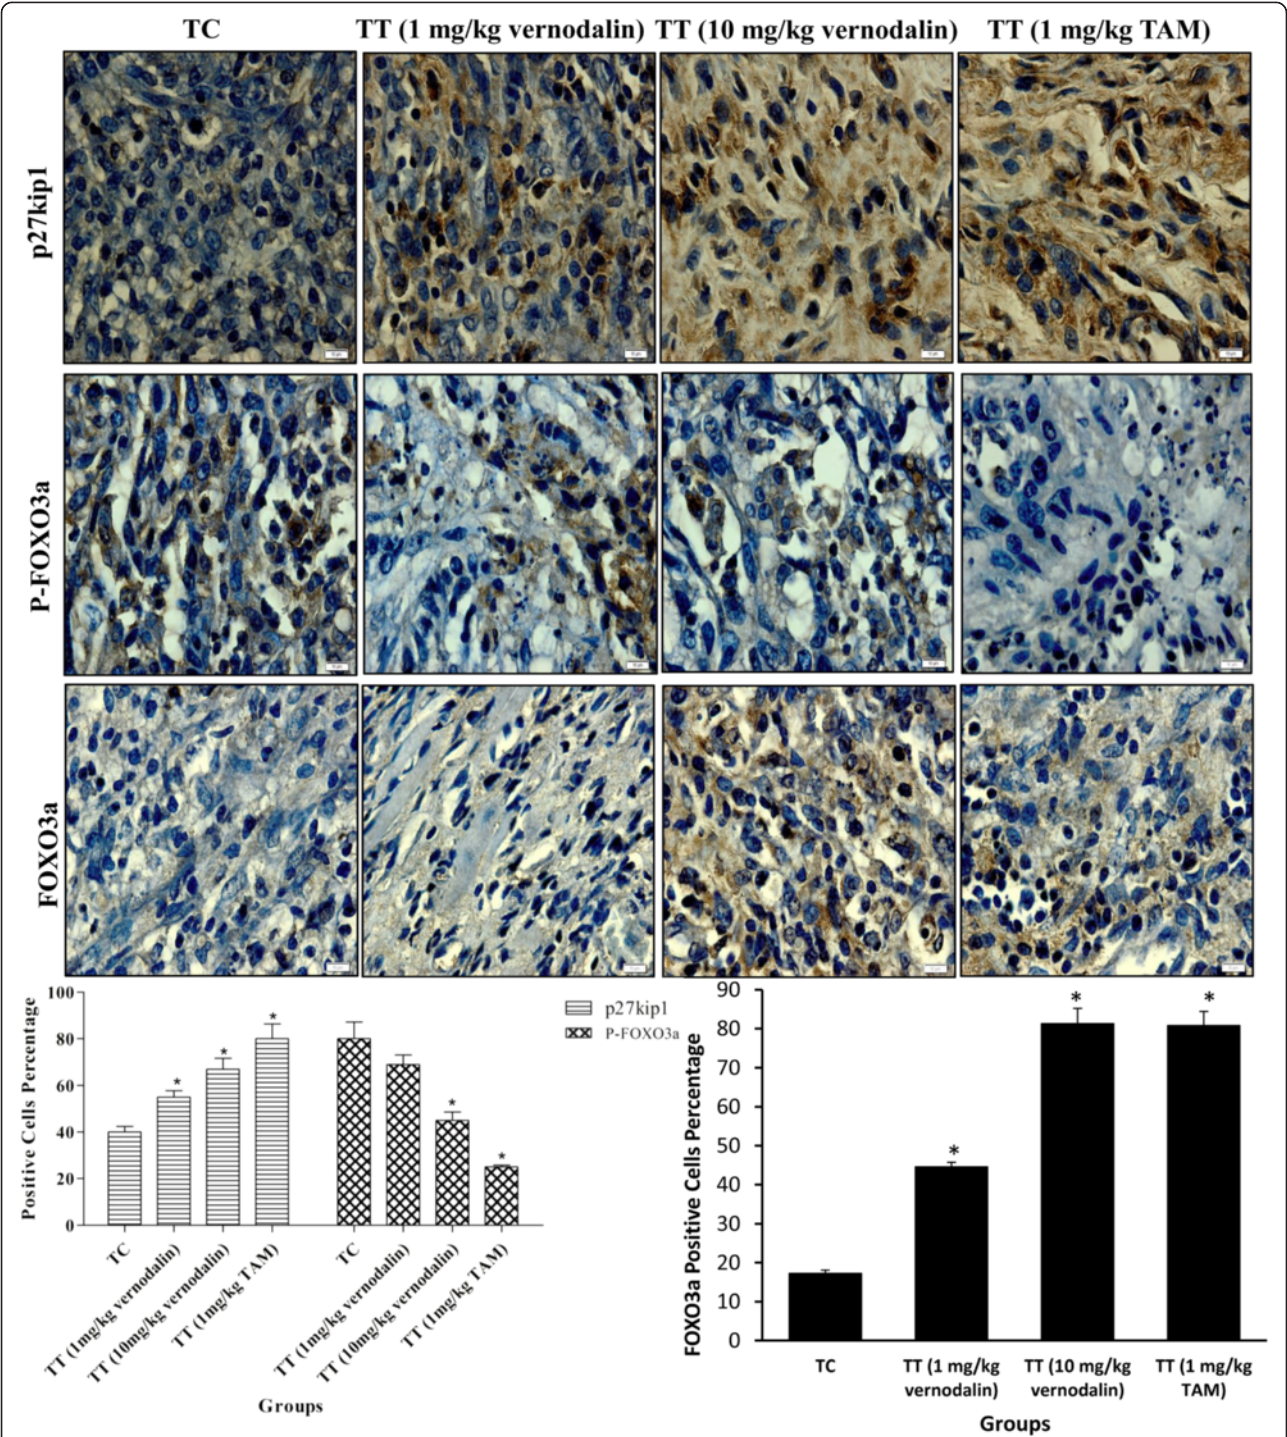 TC
TT (1 mg/kg vernodalin)
TT (10 mg/kg vernodalin)
TT (1 mg/kg TAM)
p27kip1
P-FOXO3a
FOXO3a
Positive Cells Percentage
100
80
60
40
20
0
*
*
*
*
*
p27kip1
P-FOXO3a
TC
TT (1mg/kg vernodalin)
TT (10mg/kg vernodalin)
TT (1mg/kg TAM)
TC
TT (1mg/kg vernodalin)
TT (10mg/kg vernodalin)
TT (1mg/kg TAM)
Groups
FOXO3a Positive Cells Percentage
90
80
70
60
50
40
30
20
10
0
*
*
*
TC
TT (1 mg/kg
vernodalin)
TT (10 mg/kg
vernodalin)
TT (1 mg/kg
TAM)
Groups